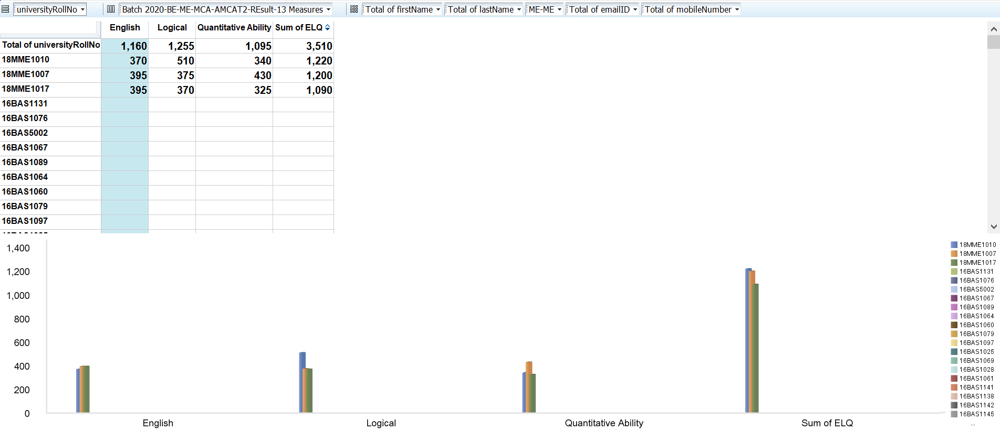 universityRollNo Batch 2020-BE-ME-MCA-AMCAT2-REsult-13 Measures Total of firstName Total of lastName ME-ME Total of emailID Total of mobileNumber
English Logical Quantitative Ability Sum of ELQ
Total of universityRollNo 1,160 1,255 1,095 3,510
18MME1010 370 510 340 1,220
18MME1007 395 375 430 1,200
18MME1017 395 370 325 1,090
16BAS1131
16BAS1076
16BAS5002
16BAS1067
16BAS1089
16BAS1064
16BAS1060
16BAS1079
16BAS1097
1,400
1,200
1,000
800
600
400
200
0
English Logical Quantitative Ability Sum of ELQ
18MME1010
18MME1007
18MME1017
16BAS1131
16BAS1076
16BAS5002
16BAS1067
16BAS1089
16BAS1064
16BAS1060
16BAS1079
16BAS1097
16BAS1025
16BAS1069
16BAS1028
16BAS1061
16BAS1141
16BAS1138
16BAS1142
16BAS1145
...